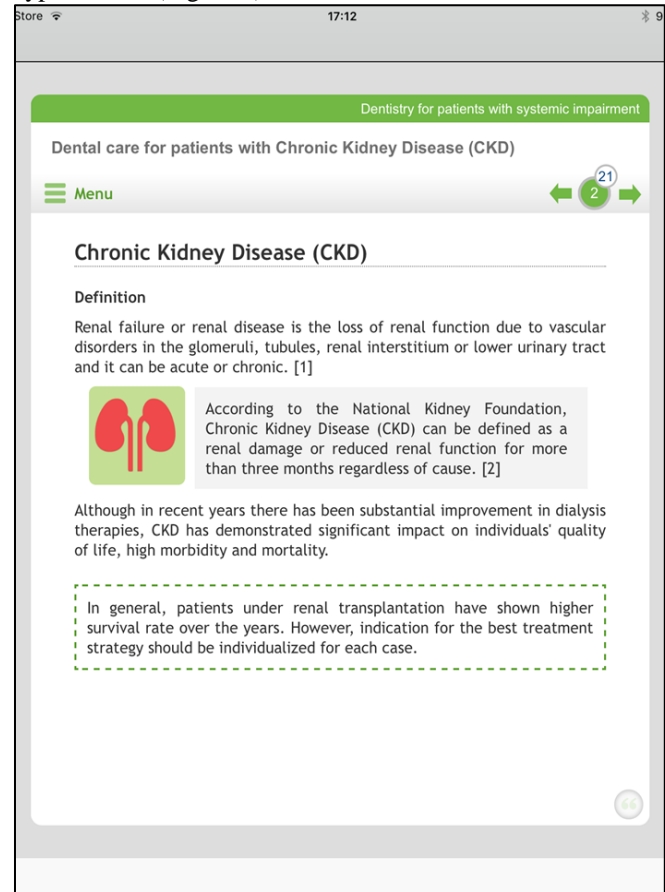 Store 17:12 9
Dentistry for patients with systemic impairment
Dental care for patients with Chronic Kidney Disease (CKD)
21
Menu 2
Chronic Kidney Disease (CKD)
Definition
Renal failure or renal disease is the loss of renal function due to vascular
disorders in the glomeruli, tubules, renal interstitium or lower urinary tract
and it can be acute or chronic. [1]
According to the National Kidney Foundation,
Chronic Kidney Disease (CKD) can be defined as a
renal damage or reduced renal function for more
than three months regardless of cause. [2]
Although in recent years there has been substantial improvement in dialysis
therapies, CKD has demonstrated significant impact on individuals' quality
of life, high morbidity and mortality.
In general, patients under renal transplantation have shown higher
survival rate over the years. However, indication for the best treatment
strategy should be individualized for each case.